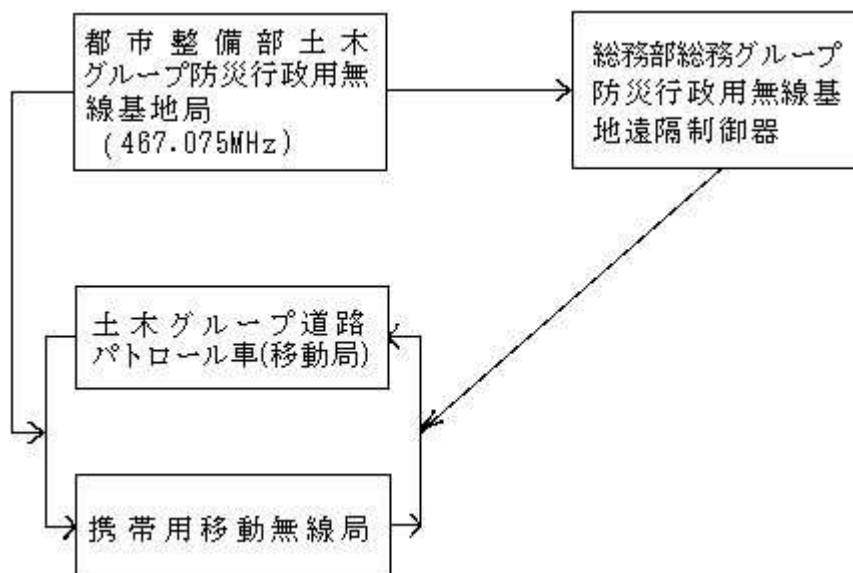 都市整備部土木
グループ防災行政用無
線基地局
(467.075MHz)
総務部総務グループ
防災行政用無線基
地遠隔制御器
土木グループ道路
パトロール車(移動局)
携帯用移動無線局